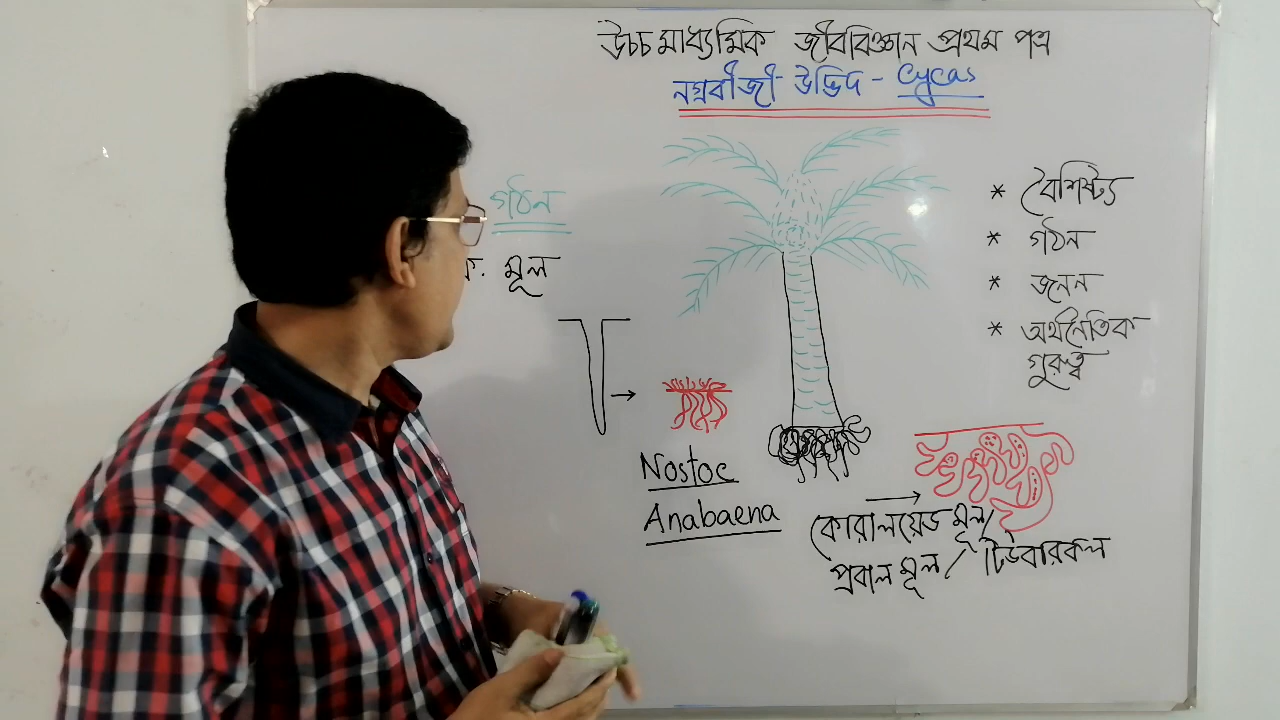 উচ্চ মাধ্যমিক জীববিজ্ঞান প্রথম পত্র
নগ্নবীজী উদ্ভিদ - Cycas
গঠন
ক. মূল
* বৈশিষ্ট্য
* গঠন
* জনন
* অর্থনৈতিক
গুরুত্ব
Nostoc
Anabaena
কোরালয়েড মূল/
প্রবাল মূল/ টিউবারকল